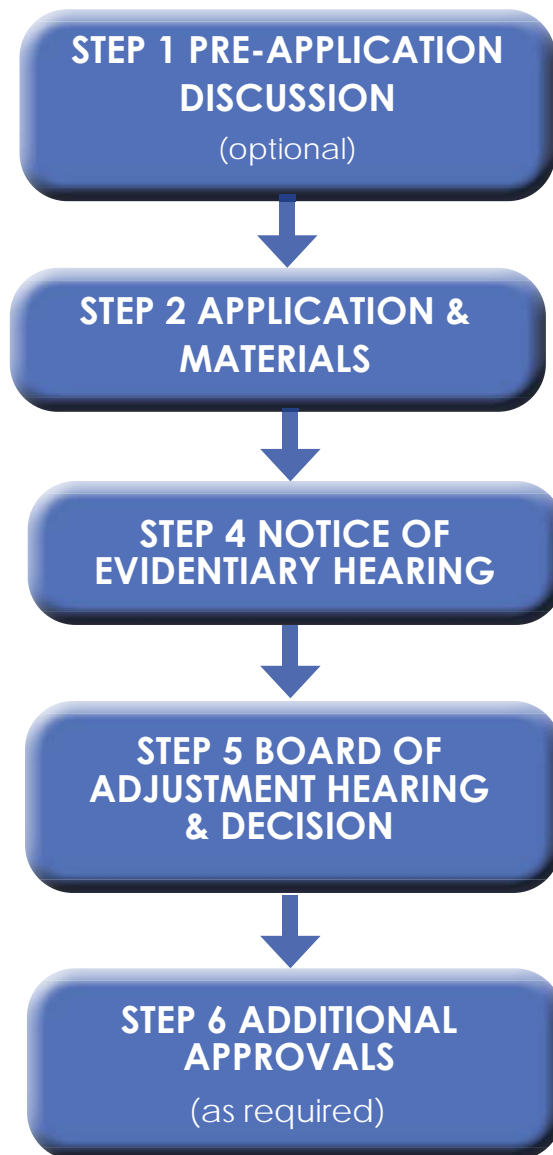 STEP 1 PRE-APPLICATION
DISCUSSION
(optional)
STEP 2 APPLICATION &
MATERIALS
STEP 4 NOTICE OF
EVIDENTIARY HEARING
STEP 5 BOARD OF
ADJUSTMENT HEARING
& DECISION
STEP 6 ADDITIONAL
APPROVALS
(as required)